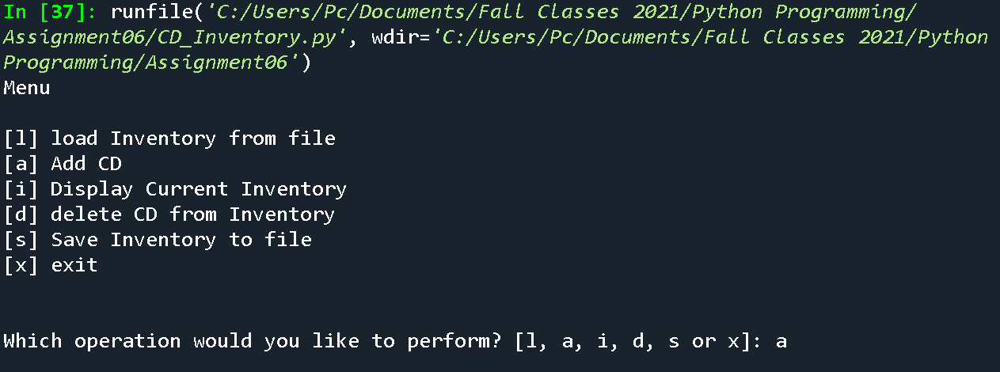 In [37]: runfile('C:/Users/Pc/Documents/Fall Classes 2021/Python Programming/
Assignment06/CD_Inventory.py', wdir='C:/Users/Pc/Documents/Fall Classes 2021/Python
Programming/Assignment06')
Menu
[l] load Inventory from file
[a] Add CD
[i] Display Current Inventory
[d] delete CD from Inventory
[s] Save Inventory to file
[x] exit
Which operation would you like to perform? [l, a, i, d, s or x]: a